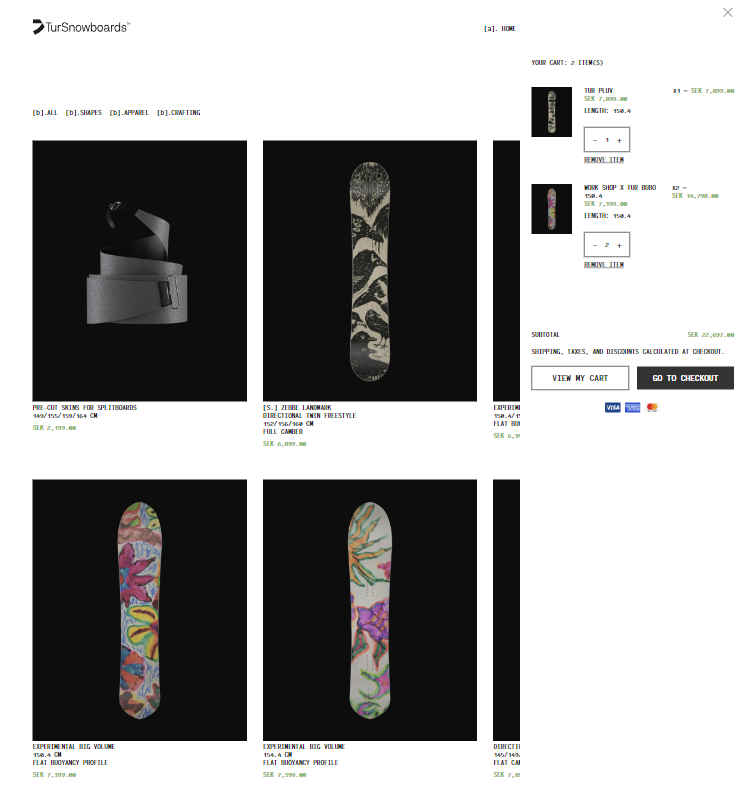 TurSnowboards™
[a]. HOME
YOUR CART: 2 ITEM(S)
TUR PLUV
SEK 7,899.00
X1 = SEK 7,899.00
LENGTH: 150.4
- 1 +
REMOVE ITEM
WORK SHOP X TUR BUBO
150.4
SEK 7,399.00
X2 =
SEK 14,798.00
LENGTH: 150.4
- 2 +
REMOVE ITEM
SUBTOTAL
SEK 22,697.00
SHIPPING, TAXES, AND DISCOUNTS CALCULATED AT CHECKOUT.
VIEW MY CART
GO TO CHECKOUT
VISA
[b].ALL [b].SHAPES [b].APPAREL [b].CRAFTING
PRE-CUT SKINS FOR SPLITBOARDS
149/155/159/164 CM
SEK 2,199.00
[S.] ZEBBE LANDMARK
DIRECTIONAL TWIN FREESTYLE
152/156/160 CM
FULL CAMBER
SEK 6,899.00
EXPERIM
150.4/1
FLAT BU
SEK 6,9
EXPERIMENTAL BIG VOLUME
150.4 CM
FLAT BUOYANCY PROFILE
SEK 7,399.00
EXPERIMENTAL BIG VOLUME
154.4 CM
FLAT BUOYANCY PROFILE
SEK 7,399.00
DIRECTI
145/149
FLAT CA
SEK 7,8